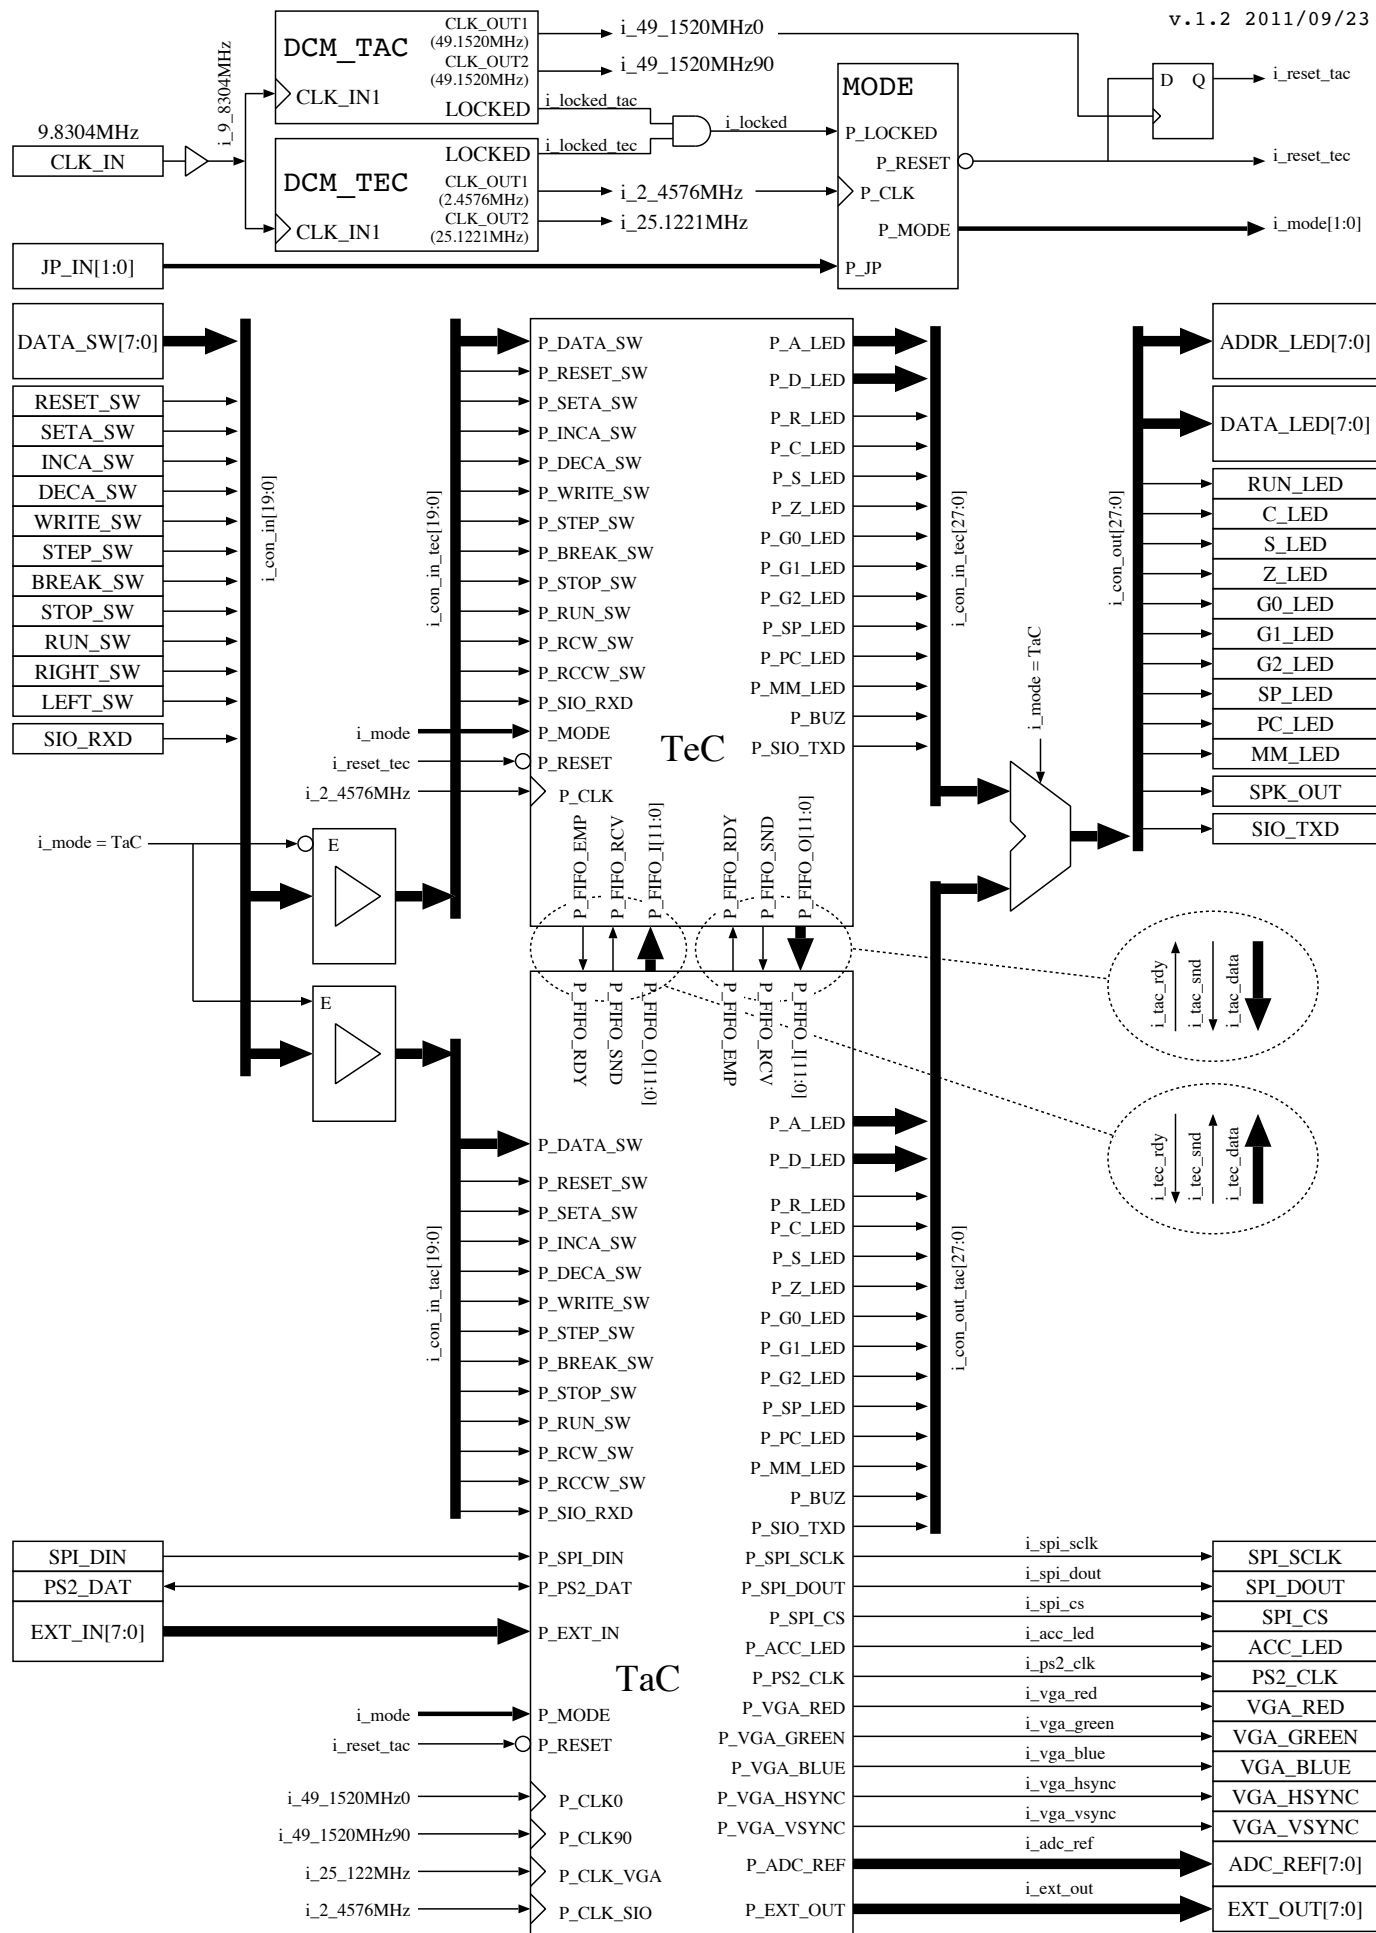 v.1.2 2011/09/23
DCM_TAC
CLK_OUT1
(49.1520MHz)
CLK_OUT2
(49.1520MHz)
CLK_IN1
LOCKED
i_49_1520MHz0
i_49_1520MHz90
i_locked_tac
i_9_8304MHz
9.8304MHz
CLK_IN
DCM_TEC
LOCKED
CLK_OUT1
(2.4576MHz)
CLK_OUT2
(25.1221MHz)
CLK_IN1
i_locked_tec
i_locked
i_2_4576MHz
i_25.1221MHz
MODE
P_LOCKED
P_RESET
P_CLK
P_MODE
P_JP
D Q
i_reset_tac
i_reset_tec
i_mode[1:0]
JP_IN[1:0]
DATA_SW[7:0]
RESET_SW
SETA_SW
INCA_SW
DECA_SW
WRITE_SW
STEP_SW
BREAK_SW
STOP_SW
RUN_SW
RIGHT_SW
LEFT_SW
SIO_RXD
i_con_in[19:0]
i_con_in_tec[19:0]
P_DATA_SW
P_RESET_SW
P_SETA_SW
P_INCA_SW
P_DECA_SW
P_WRITE_SW
P_STEP_SW
P_BREAK_SW
P_STOP_SW
P_RUN_SW
P_RCW_SW
P_RCCW_SW
P_SIO_RXD
i_mode
P_MODE
i_reset_tec
P_RESET
i_2_4576MHz
P_CLK
TeC
P_A_LED
P_D_LED
P_R_LED
P_C_LED
P_S_LED
P_Z_LED
P_G0_LED
P_G1_LED
P_G2_LED
P_SP_LED
P_PC_LED
P_MM_LED
P_BUZ
P_SIO_TXD
i_con_in_tec[27:0]
i_mode = TaC
i_con_out[27:0]
ADDR_LED[7:0]
DATA_LED[7:0]
RUN_LED
C_LED
S_LED
Z_LED
G0_LED
G1_LED
G2_LED
SP_LED
PC_LED
MM_LED
SPK_OUT
SIO_TXD
i_mode = TaC
E
E
P_FIFO_EMP
P_FIFO_RCV
P_FIFO_I[11:0]
P_FIFO_RDY
P_FIFO_SND
P_FIFO_O[11:0]
P_FIFO_RDY
P_FIFO_SND
P_FIFO_O[11:0]
P_FIFO_EMP
P_FIFO_RCV
P_FIFO_I[11:0]
i_tac_rdy
i_tac_snd
i_tac_data
i_tec_rdy
i_tec_snd
i_tec_data
i_con_in_tac[19:0]
P_DATA_SW
P_RESET_SW
P_SETA_SW
P_INCA_SW
P_DECA_SW
P_WRITE_SW
P_STEP_SW
P_BREAK_SW
P_STOP_SW
P_RUN_SW
P_RCW_SW
P_RCCW_SW
P_SIO_RXD
P_A_LED
P_D_LED
P_R_LED
P_C_LED
P_S_LED
P_Z_LED
P_G0_LED
P_G1_LED
P_G2_LED
P_SP_LED
P_PC_LED
P_MM_LED
P_BUZ
P_SIO_TXD
i_con_out_tac[27:0]
SPI_DIN
PS2_DAT
EXT_IN[7:0]
P_SPI_DIN
P_PS2_DAT
P_EXT_IN
TaC
i_mode
P_MODE
i_reset_tac
P_RESET
i_49_1520MHz0
P_CLK0
i_49_1520MHz90
P_CLK90
i_25_122MHz
P_CLK_VGA
i_2_4576MHz
P_CLK_SIO
P_SPI_SCLK
i_spi_sclk
SPI_SCLK
P_SPI_DOUT
i_spi_dout
SPI_DOUT
P_SPI_CS
i_spi_cs
SPI_CS
P_ACC_LED
i_acc_led
ACC_LED
P_PS2_CLK
i_ps2_clk
PS2_CLK
P_VGA_RED
i_vga_red
VGA_RED
P_VGA_GREEN
i_vga_green
VGA_GREEN
P_VGA_BLUE
i_vga_blue
VGA_BLUE
P_VGA_HSYNC
i_vga_hsync
VGA_HSYNC
P_VGA_VSYNC
i_vga_vsync
VGA_VSYNC
P_ADC_REF
i_adc_ref
ADC_REF[7:0]
P_EXT_OUT
i_ext_out
EXT_OUT[7:0]